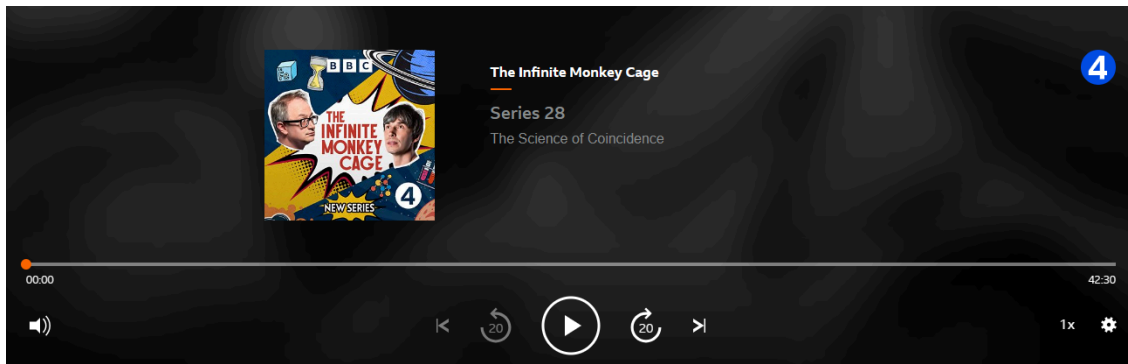 BBC
THE
INFINITE
MONKEY
CAGE
NEW SERIES
4
The Infinite Monkey Cage
Series 28
The Science of Coincidence
4
00:00
42:30
20
20
1x